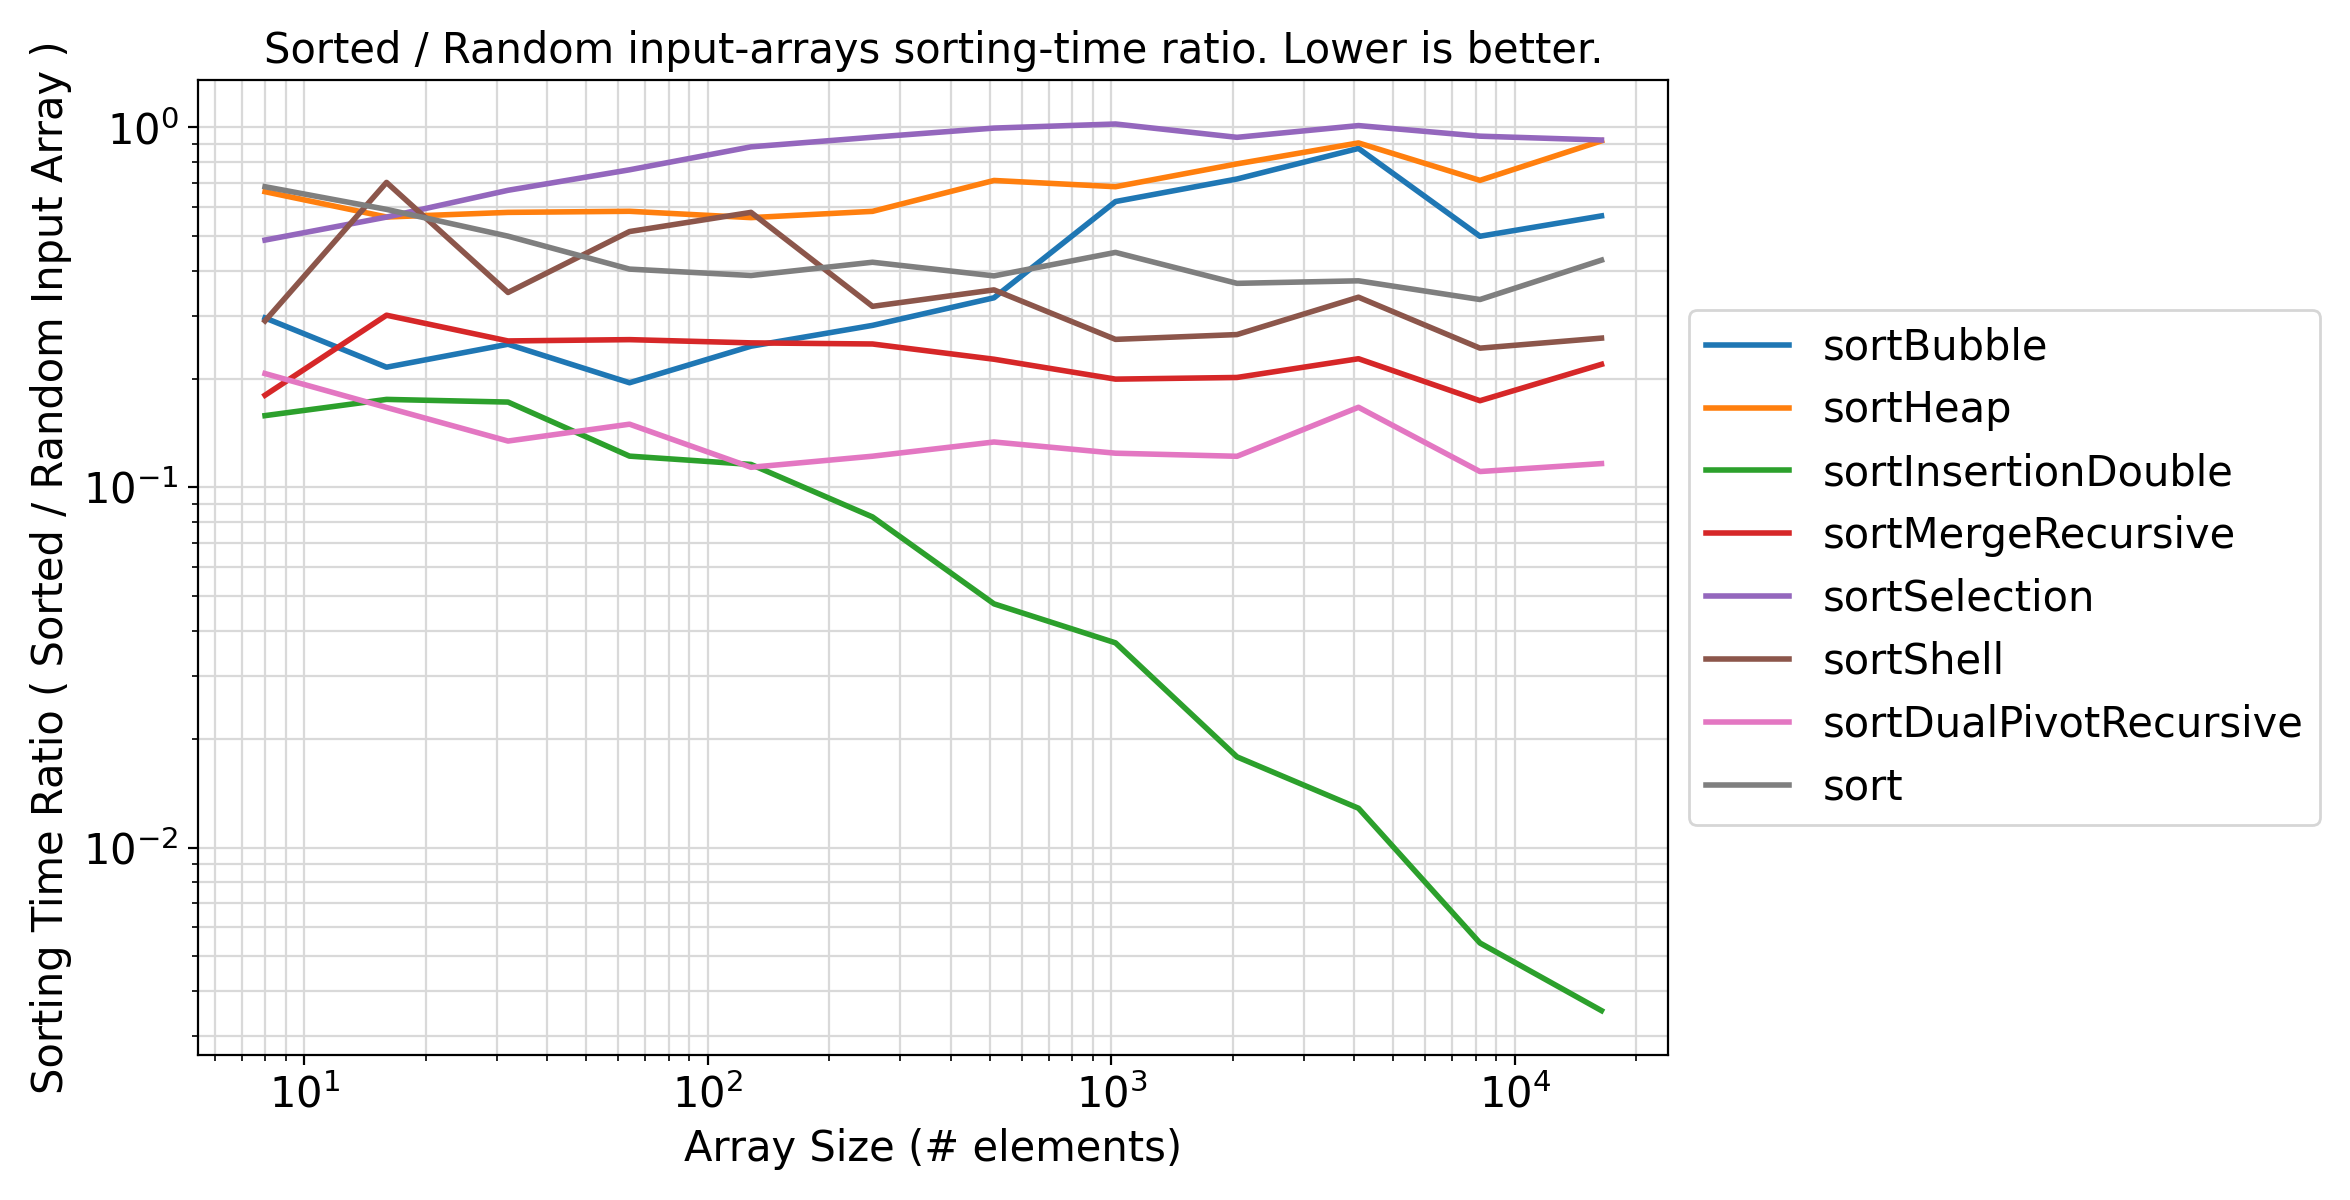 Sorted / Random input-arrays sorting-time ratio. Lower is better.
Sorting Time Ratio ( Sorted / Random Input Array )
10⁰
10⁻¹
10⁻²
10¹
10²
10³
10⁴
Array Size (# elements)
sortBubble
sortHeap
sortInsertionDouble
sortMergeRecursive
sortSelection
sortShell
sortDualPivotRecursive
sort